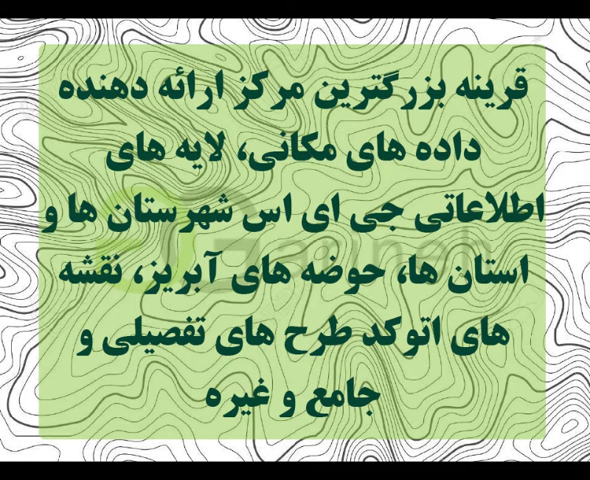 قرینه بزرگترین مرکز ارائه دهنده
داده های مکانی، لایه های
اطلاعاتی جی ای اس شهرستان ها و
استان ها، حوضه های آبریز، نقشه
های اتوکد طرح های تفصیلی و
جامع و غیره